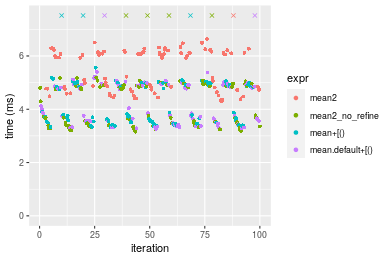 6
4
2
0
0
25
50
75
100
iteration
time (ms)
expr
mean2
mean2_no_refine
mean+[()
mean.default+[()